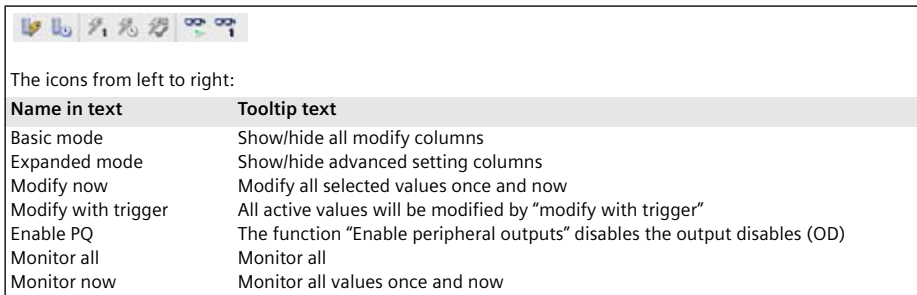 The icons from left to right:
Name in text Tooltip text
Basic mode Show/hide all modify columns
Expanded mode Show/hide advanced setting columns
Modify now Modify all selected values once and now
Modify with trigger All active values will be modified by “modify with trigger”
Enable PQ The function “Enable peripheral outputs” disables the output disables (OD)
Monitor all Monitor all
Monitor now Monitor all values once and now